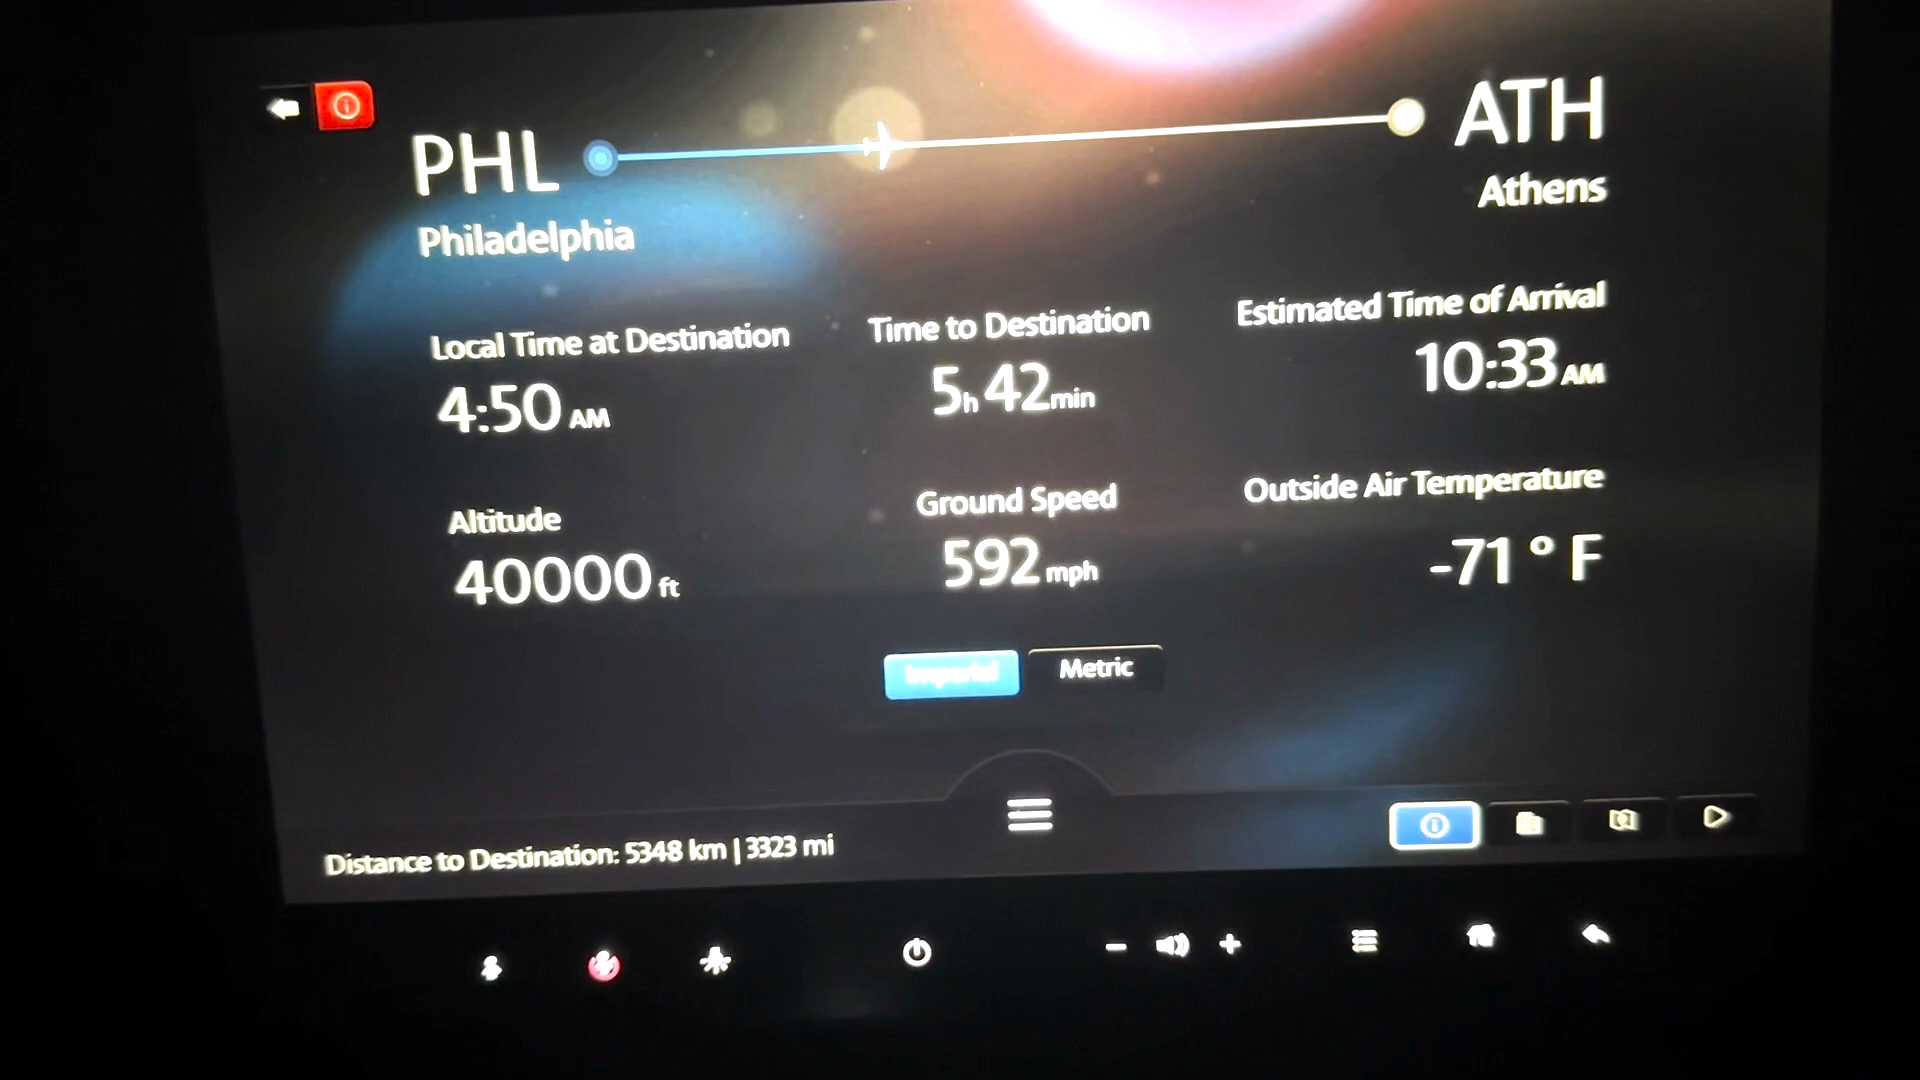 PHL
ATH
Philadelphia
Athens
Local Time at Destination
4:50 AM
Time to Destination
5h 42min
Estimated Time of Arrival
10:33 AM
Altitude
40000 ft
Ground Speed
592 mph
Outside Air Temperature
-71 ° F
Imperial
Metric
Distance to Destination: 5348 km | 3323 mi